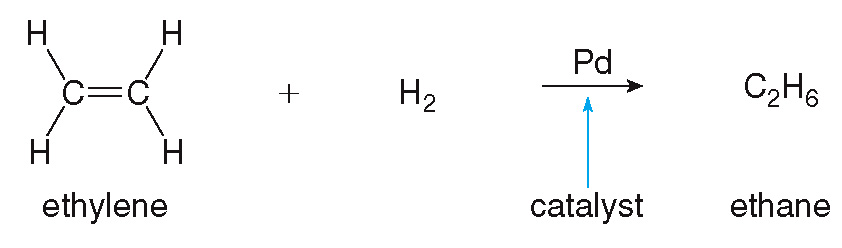 H H
C=C + H₂ Pd C₂H₆
H H
ethylene catalyst ethane